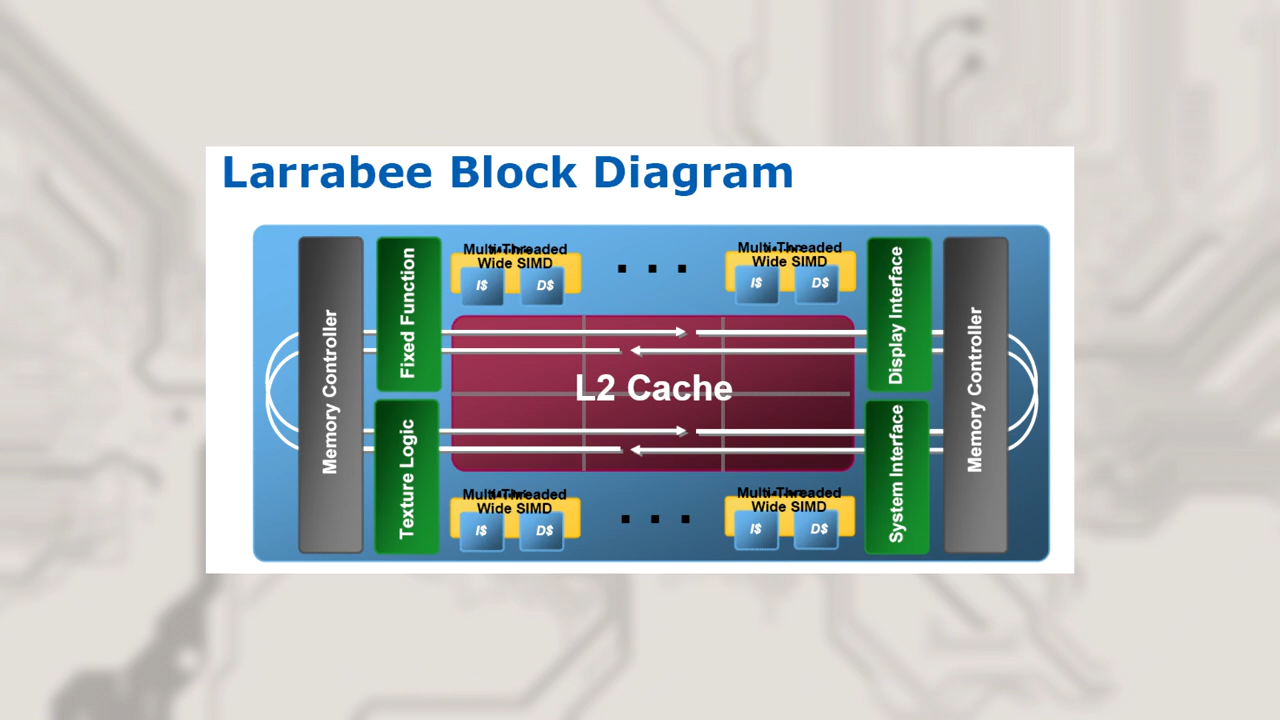 Larrabee Block Diagram
Memory Controller
Fixed Function
Texture Logic
Multi-Threaded
Wide SIMD
I$ D$
. . .
Multi-Threaded
Wide SIMD
I$ D$
L2 Cache
Multi-Threaded
Wide SIMD
I$ D$
. . .
Multi-Threaded
Wide SIMD
I$ D$
Display Interface
System Interface
Memory Controller